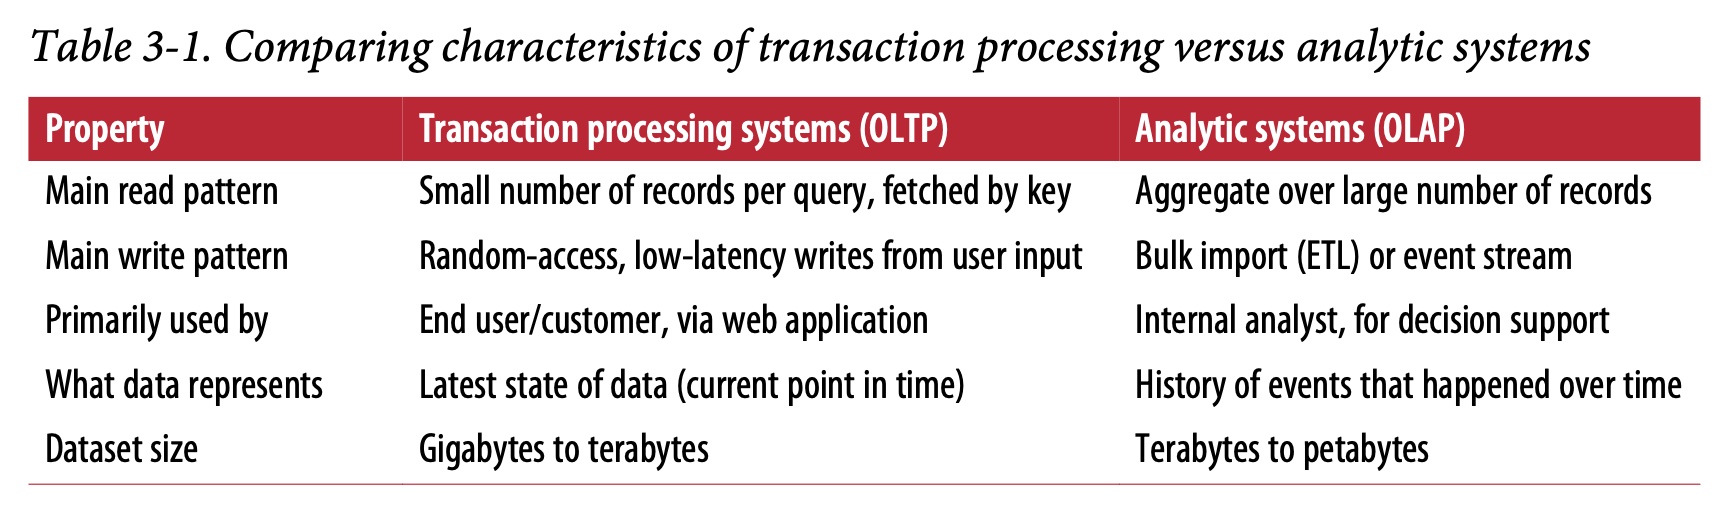 Table 3-1. Comparing characteristics of transaction processing versus analytic systems
Property Transaction processing systems (OLTP) Analytic systems (OLAP)
Main read pattern Small number of records per query, fetched by key Aggregate over large number of records
Main write pattern Random-access, low-latency writes from user input Bulk import (ETL) or event stream
Primarily used by End user/customer, via web application Internal analyst, for decision support
What data represents Latest state of data (current point in time) History of events that happened over time
Dataset size Gigabytes to terabytes Terabytes to petabytes